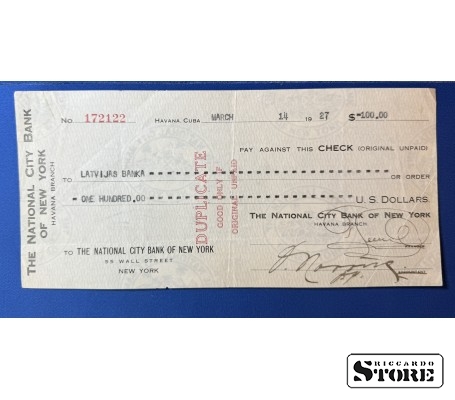 THE NATIONAL CITY BANK
OF NEW YORK
HAVANA BRANCH
No. 172122 HAVANA CUBA MARCH 14 1927 $-100.00
PAY AGAINST THIS CHECK (ORIGINAL UNPAID)
TO LATVIJAS BANKA OR ORDER
-ONE HUNDRED.00 U.S. DOLLARS
DUPLICATE
GOOD ONLY IF
ORIGINAL UNPAID
THE NATIONAL CITY BANK OF NEW YORK
HAVANA BRANCH
TO THE NATIONAL CITY BANK OF NEW YORK
55 WALL STREET
NEW YORK
RICCARDO
STORE